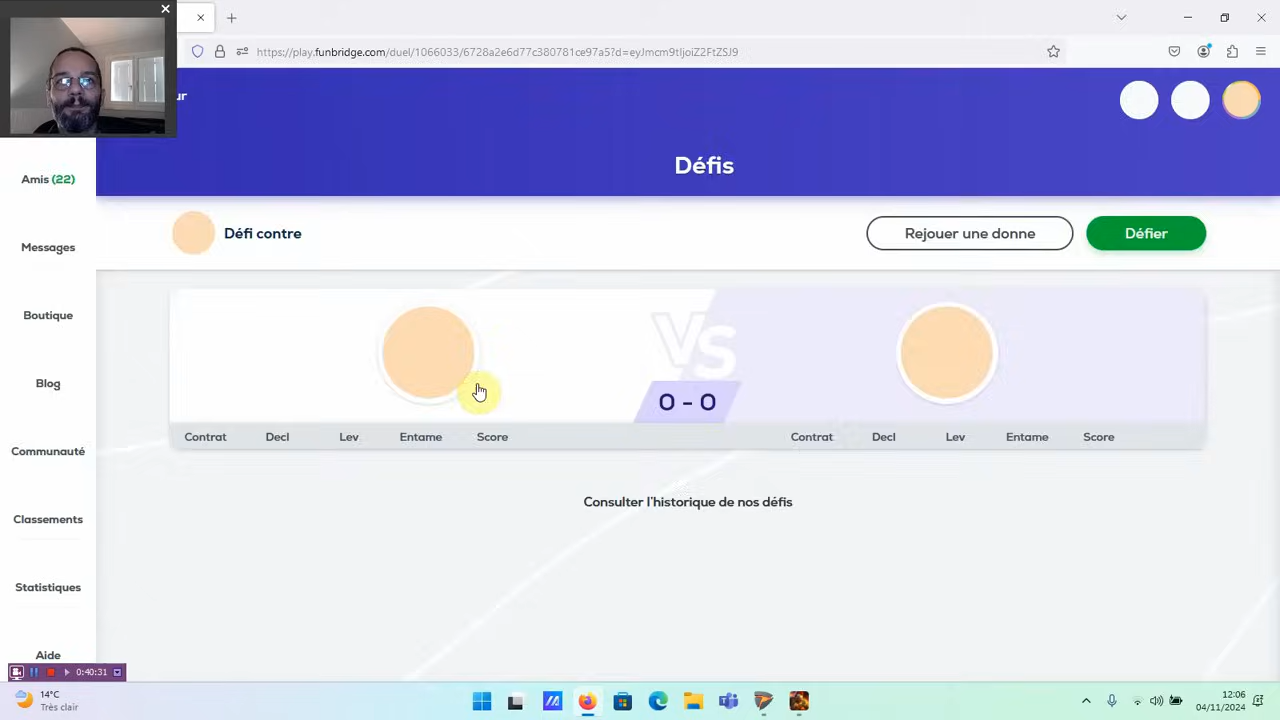 https://play.funbridge.com/duel/1066033/6728a2e6d77c380781ce97a5?d=eyJmcm9tIjoiZ2FtZSJ9
ur
Défis
Amis (22)
Défi contre
Rejouer une donne
Défier
Messages
Boutique
VS
Blog
0 - 0
Contrat Decl Lev Entame Score
Contrat Decl Lev Entame Score
Communauté
Consulter l'historique de nos défis
Classements
Statistiques
Aide
0:40:31
14°C
Très clair
12:06
04/11/2024